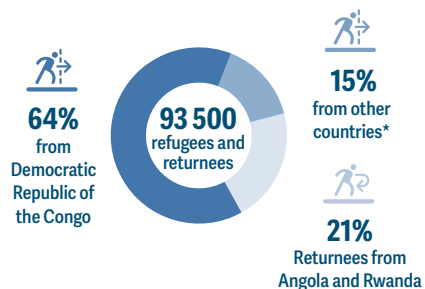 64%
from
Democratic
Republic of
the Congo
93 500
refugees and
returnees
15%
from other
countries*
21%
Returnees from
Angola and Rwanda